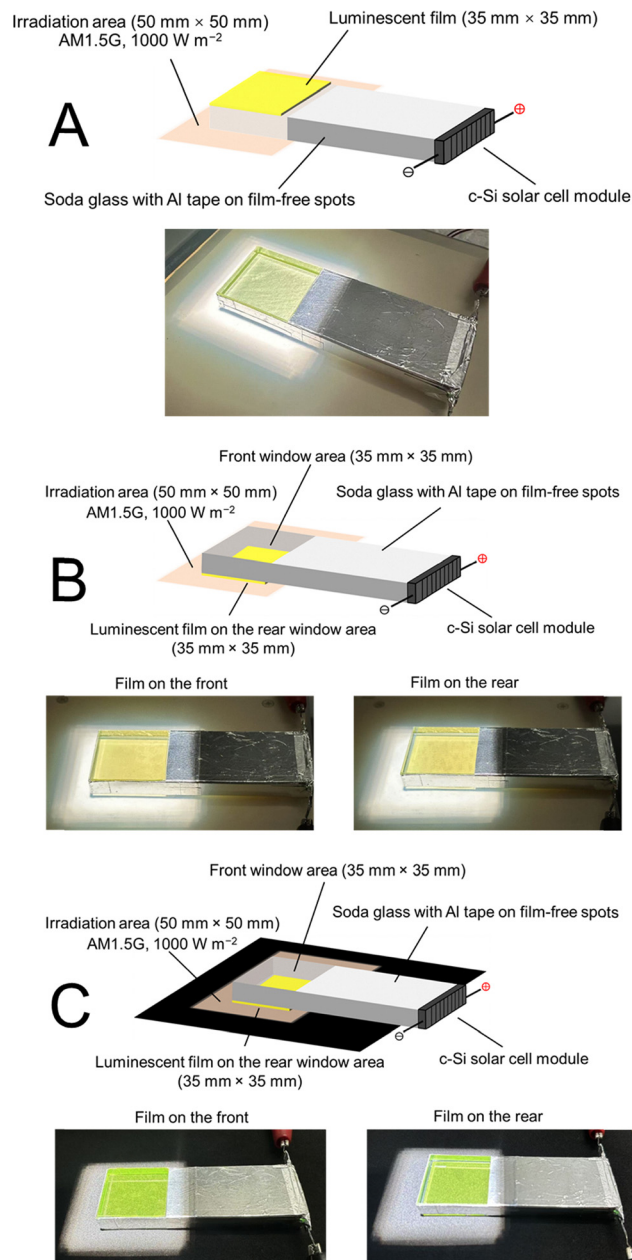 Irradiation area (50 mm × 50 mm)
AM1.5G, 1000 W m⁻²
Luminescent film (35 mm × 35 mm)
A
⊕
⊖
Soda glass with Al tape on film-free spots
c-Si solar cell module
Front window area (35 mm × 35 mm)
Irradiation area (50 mm × 50 mm)
AM1.5G, 1000 W m⁻²
Soda glass with Al tape on film-free spots
B
⊕
⊖
Luminescent film on the rear window area
(35 mm × 35 mm)
c-Si solar cell module
Film on the front
Film on the rear
Front window area (35 mm × 35 mm)
Irradiation area (50 mm × 50 mm)
AM1.5G, 1000 W m⁻²
Soda glass with Al tape on film-free spots
C
⊕
⊖
Luminescent film on the rear window area
(35 mm × 35 mm)
c-Si solar cell module
Film on the front
Film on the rear